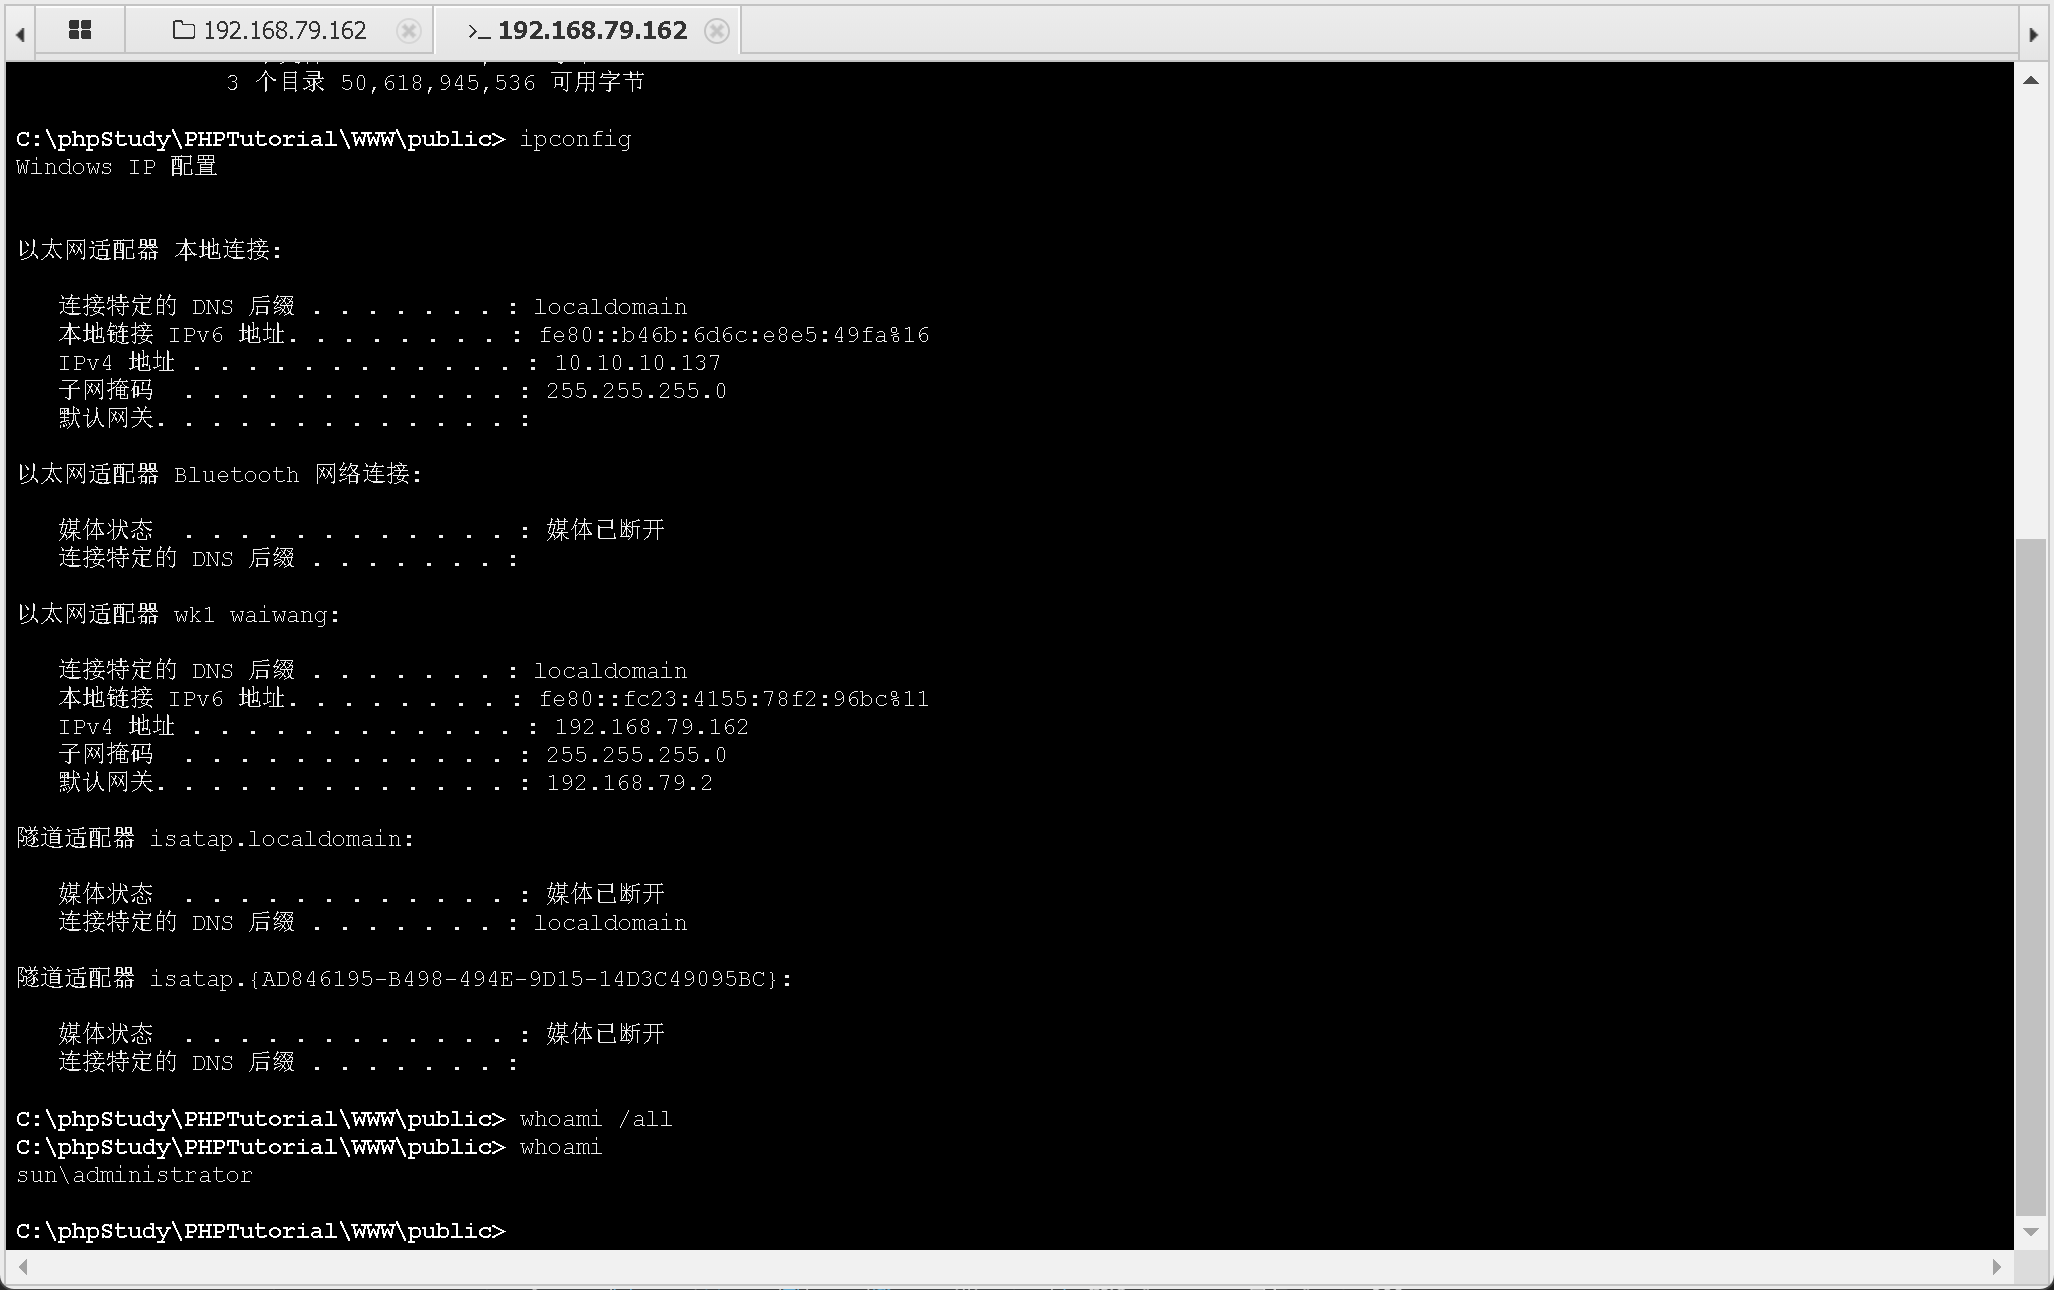 192.168.79.162
>_ 192.168.79.162
3 个目录 50,618,945,536 可用字节
C:\phpStudy\PHPTutorial\WWW\public> ipconfig
Windows IP 配置
以太网适配器 本地连接:
连接特定的 DNS 后缀 . . . . . . . : localdomain
本地链接 IPv6 地址. . . . . . . . : fe80::b46b:6d6c:e8e5:49fa%16
IPv4 地址 . . . . . . . . . . . . . : 10.10.10.137
子网掩码  . . . . . . . . . . . . . : 255.255.255.0
默认网关. . . . . . . . . . . . . . :
以太网适配器 Bluetooth 网络连接:
媒体状态  . . . . . . . . . . . . . : 媒体已断开
连接特定的 DNS 后缀 . . . . . . . :
以太网适配器 wk1 waiwang:
连接特定的 DNS 后缀 . . . . . . . : localdomain
本地链接 IPv6 地址. . . . . . . . : fe80::fc23:4155:78f2:96bc%11
IPv4 地址 . . . . . . . . . . . . . : 192.168.79.162
子网掩码  . . . . . . . . . . . . . : 255.255.255.0
默认网关. . . . . . . . . . . . . . : 192.168.79.2
隧道适配器 isatap.localdomain:
媒体状态  . . . . . . . . . . . . . : 媒体已断开
连接特定的 DNS 后缀 . . . . . . . : localdomain
隧道适配器 isatap.{AD846195-B498-494E-9D15-14D3C49095BC}:
媒体状态  . . . . . . . . . . . . . : 媒体已断开
连接特定的 DNS 后缀 . . . . . . . :
C:\phpStudy\PHPTutorial\WWW\public> whoami /all
C:\phpStudy\PHPTutorial\WWW\public> whoami
sun\administrator
C:\phpStudy\PHPTutorial\WWW\public>